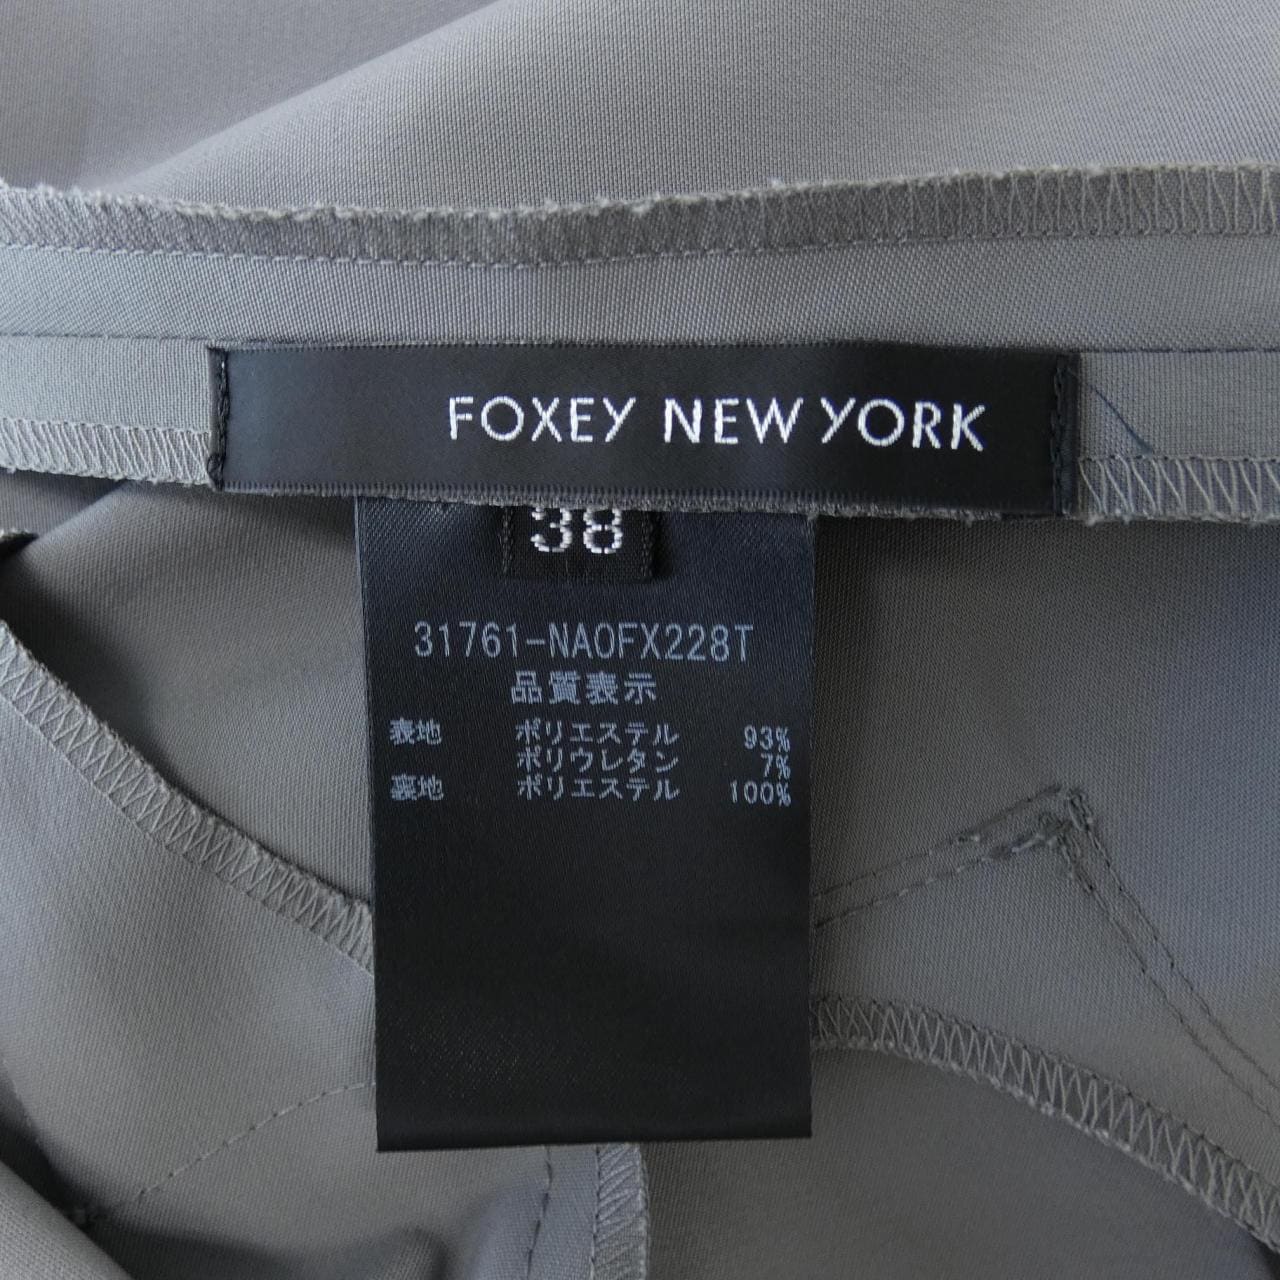 FOXEY NEW YORK
38
31761-NAOFX228T
品質表示
表地 ポリエステル 93%
ポリウレタン 7%
裏地 ポリエステル 100%